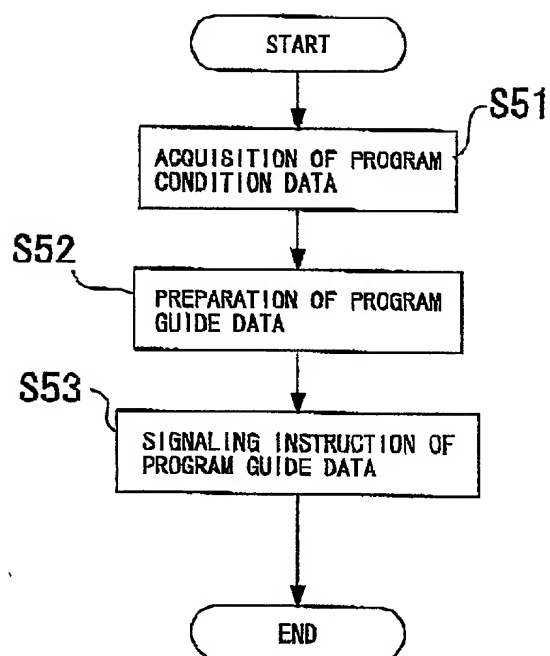 START
S51
ACQUISITION OF PROGRAM
CONDITION DATA
S52
PREPARATION OF PROGRAM
GUIDE DATA
S53
SIGNALING INSTRUCTION OF
PROGRAM GUIDE DATA
END